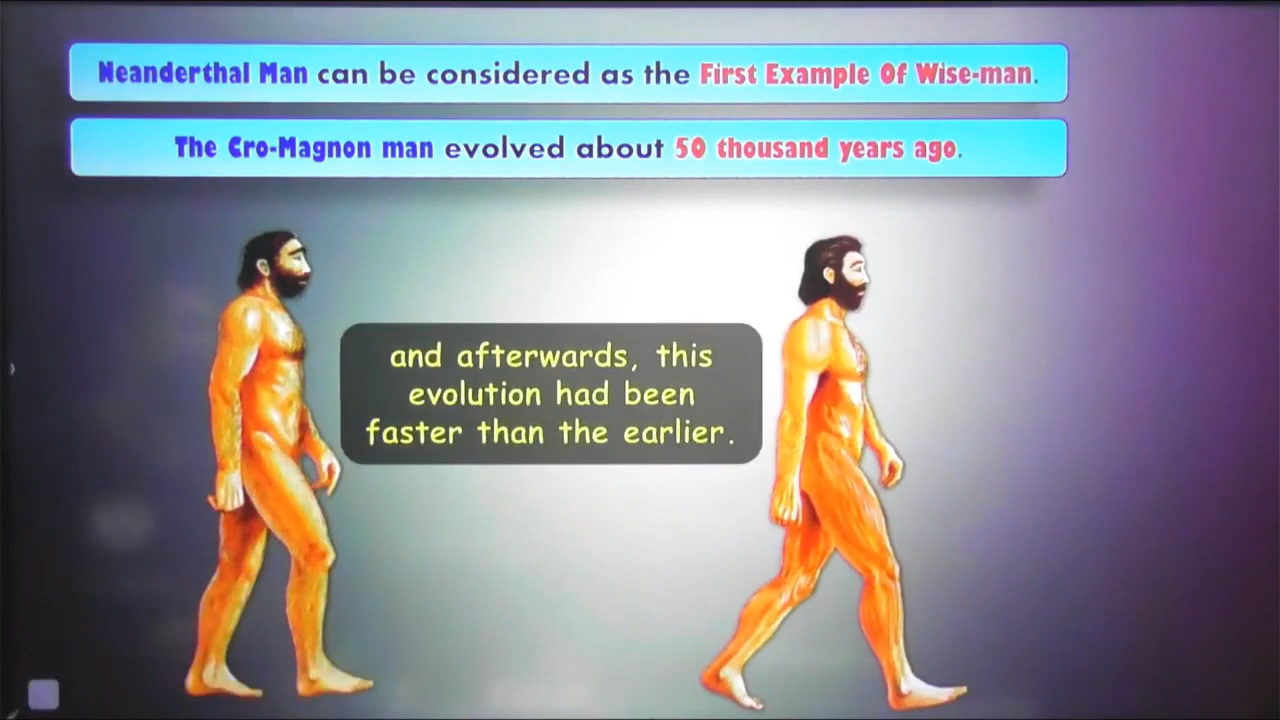 Neanderthal Man can be considered as the First Example Of Wise-man.
The Cro-Magnon man evolved about 50 thousand years ago.
and afterwards, this
evolution had been
faster than the earlier.